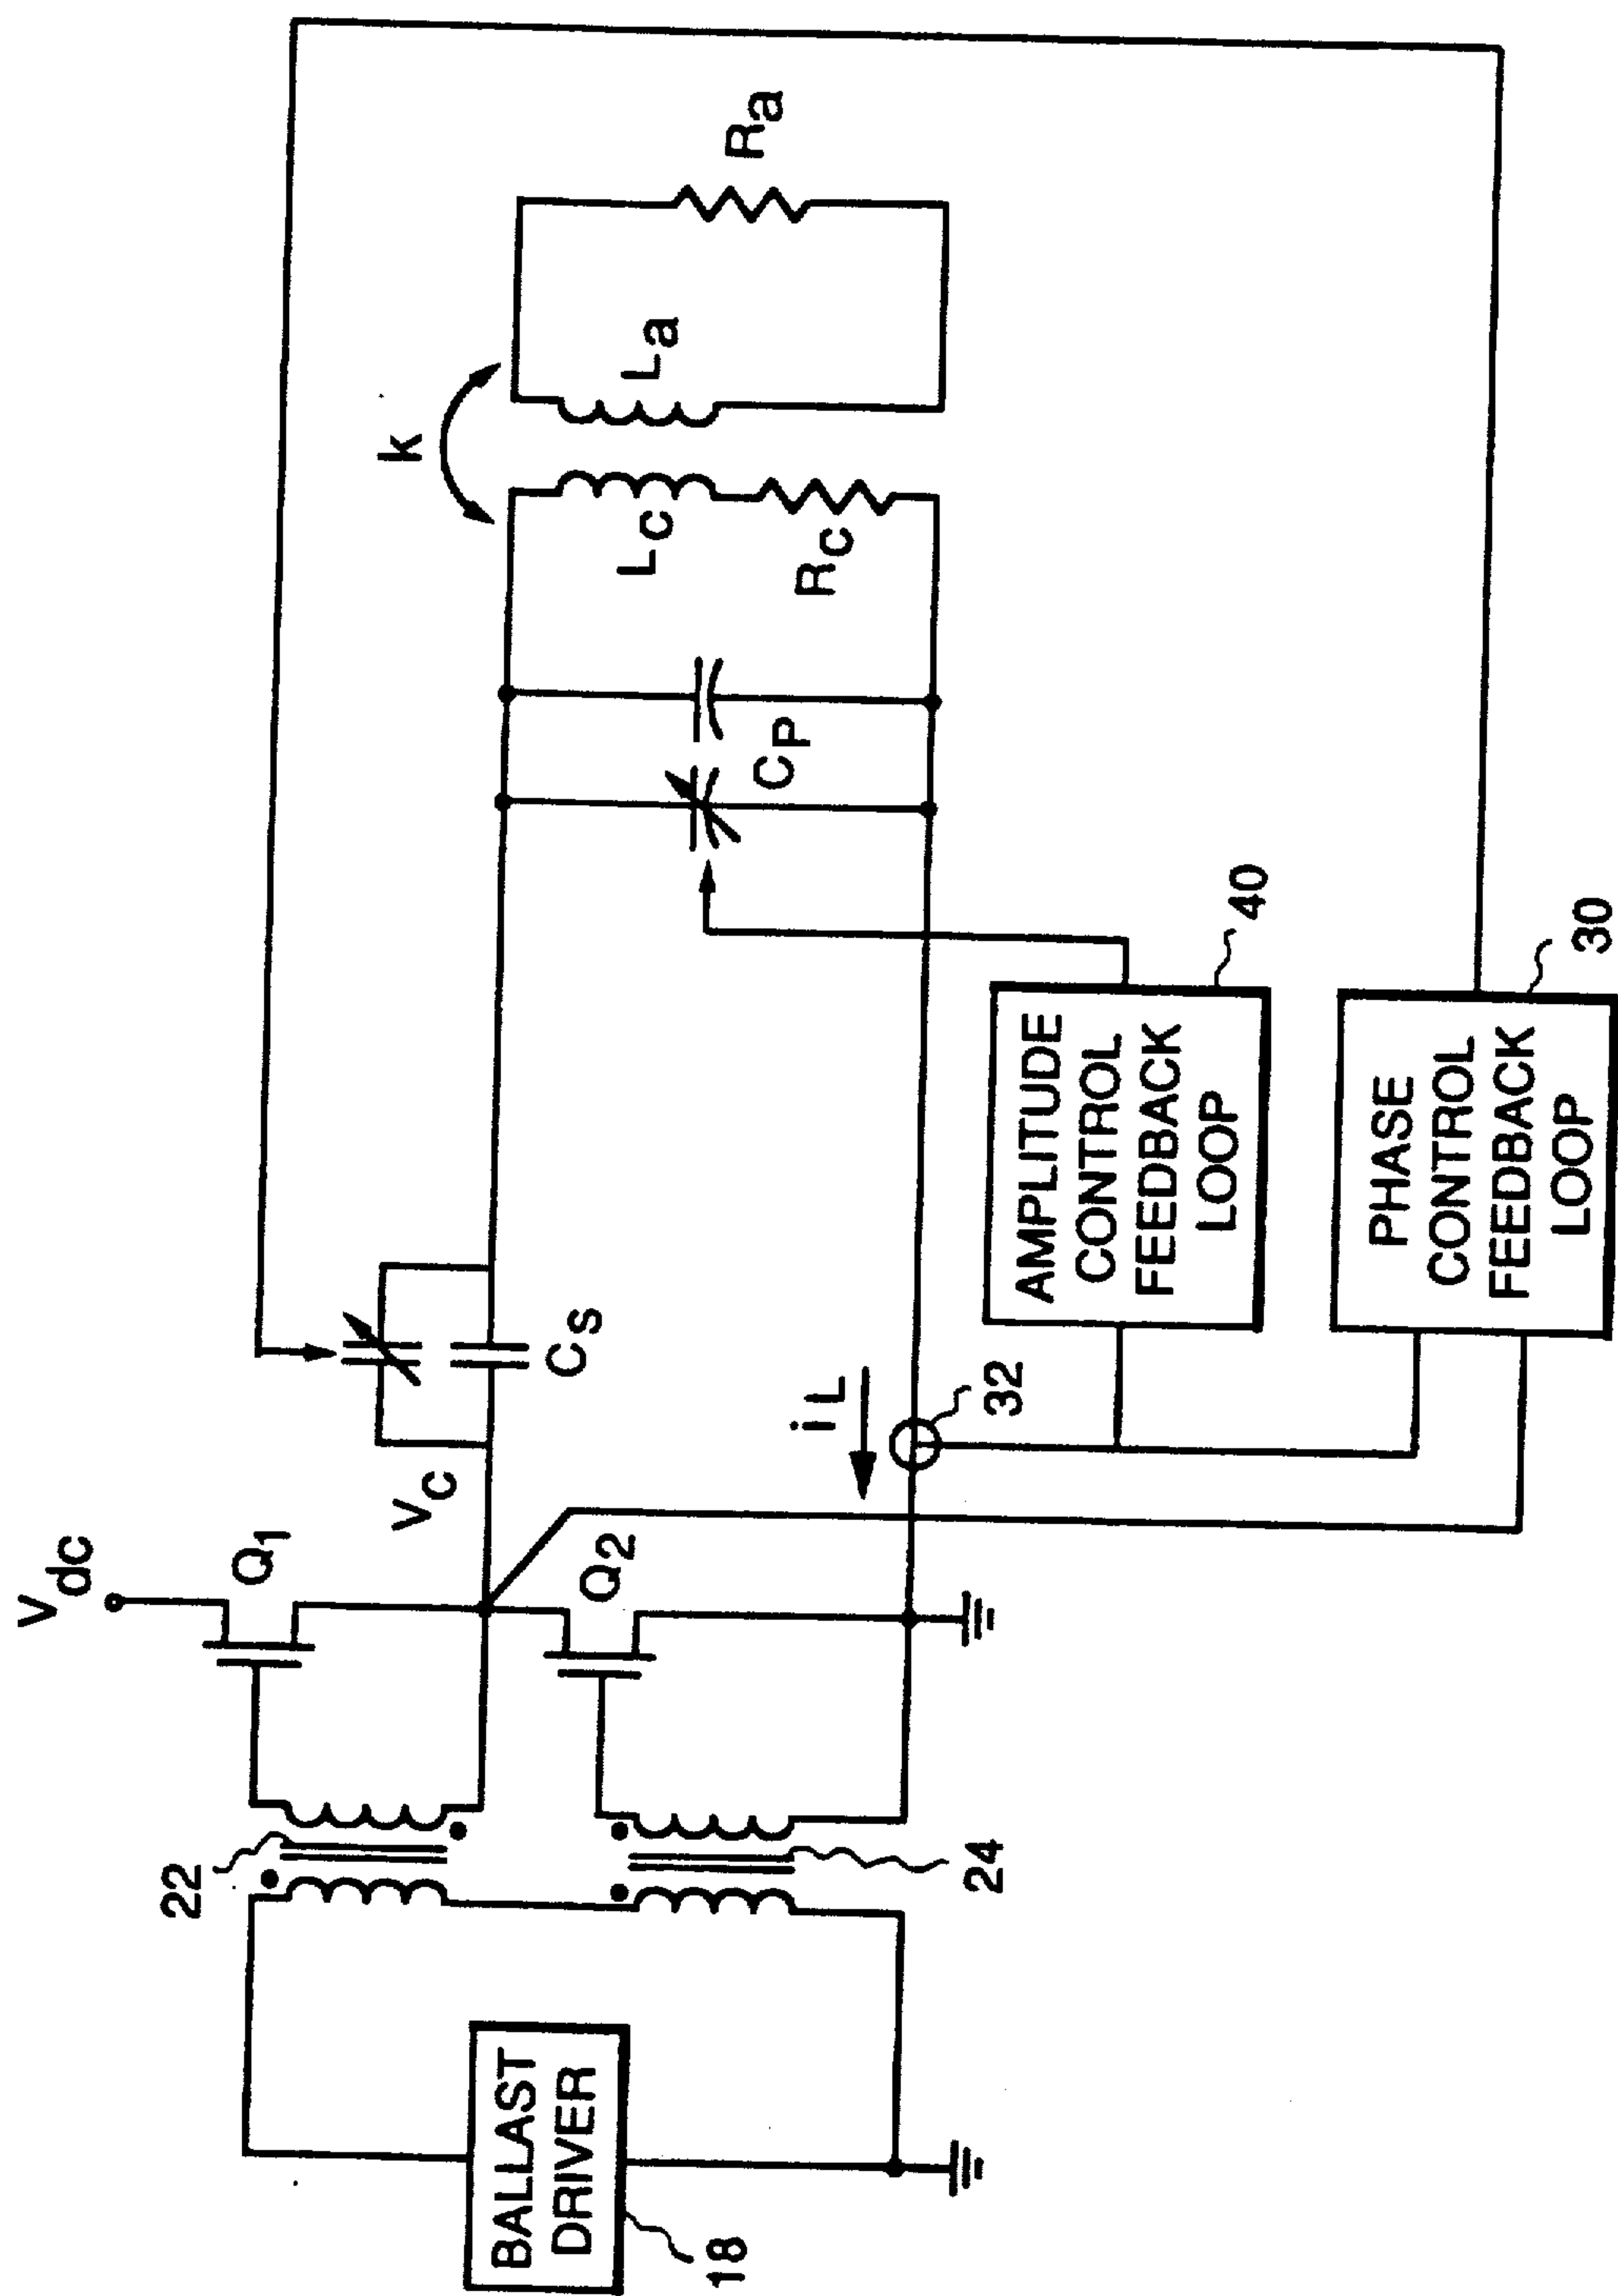 Vdc
Q1
VC
CS
k
La
Ra
LC
RC
CP
22
Q2
iL
32
24
BALLAST
DRIVER
18
AMPLITUDE
CONTROL
FEEDBACK
LOOP
40
PHASE
CONTROL
FEEDBACK
LOOP
30